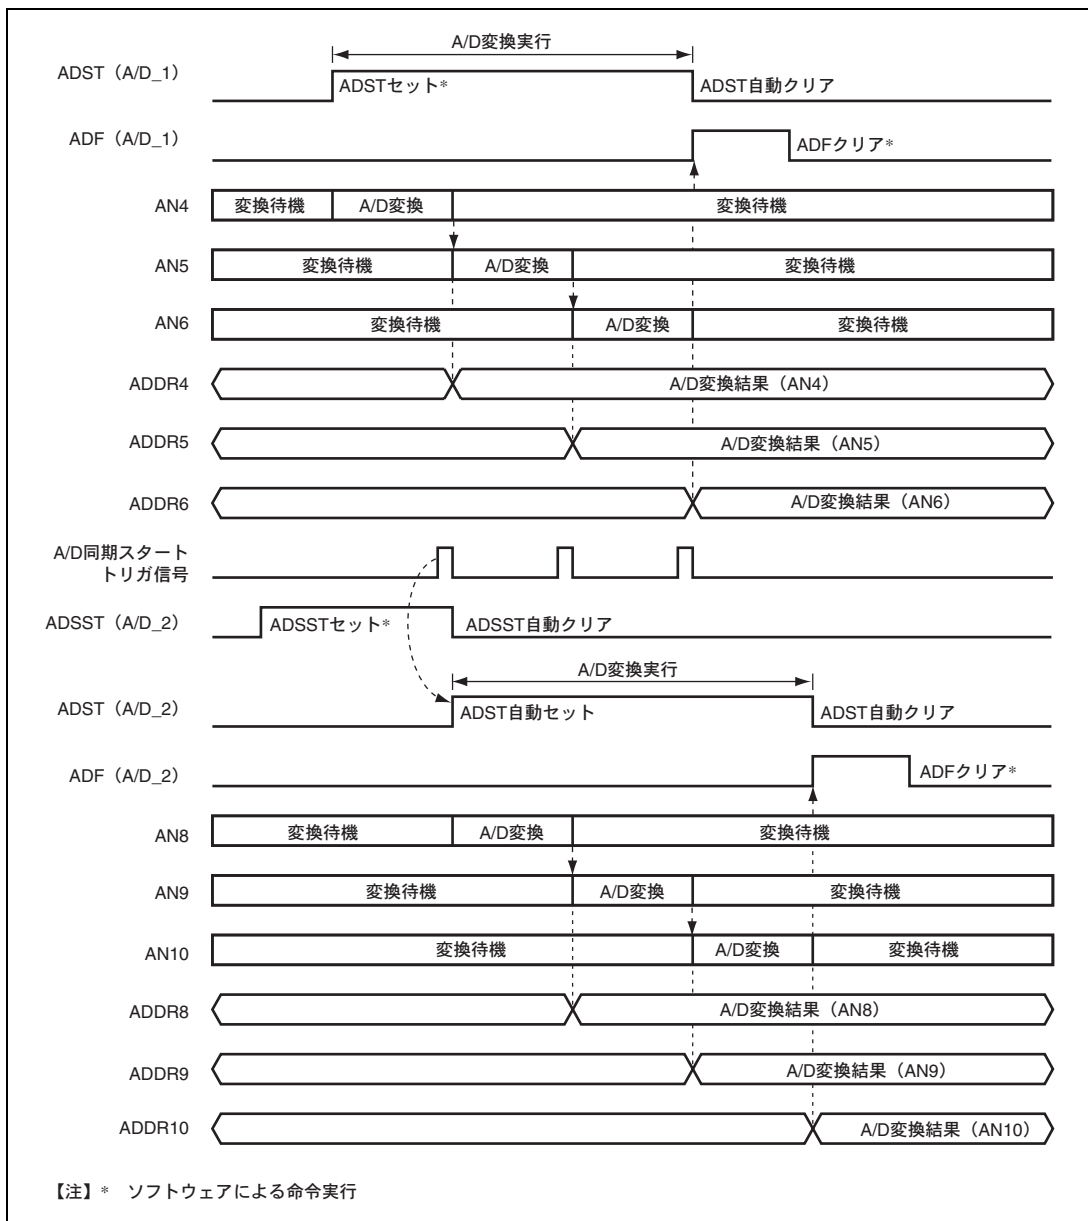 A/D変換実行
ADST（A/D_1） ADSTセット* ADST自動クリア
ADF（A/D_1） ADFクリア*
AN4 変換待機 A/D変換 変換待機
AN5 変換待機 A/D変換 変換待機
AN6 変換待機 A/D変換 変換待機
ADDR4 A/D変換結果（AN4）
ADDR5 A/D変換結果（AN5）
ADDR6 A/D変換結果（AN6）
A/D同期スタート
トリガ信号
ADSST（A/D_2） ADSSTセット* ADSST自動クリア
A/D変換実行
ADST（A/D_2） ADST自動セット ADST自動クリア
ADF（A/D_2） ADFクリア*
AN8 変換待機 A/D変換 変換待機
AN9 変換待機 A/D変換 変換待機
AN10 変換待機 A/D変換 変換待機
ADDR8 A/D変換結果（AN8）
ADDR9 A/D変換結果（AN9）
ADDR10 A/D変換結果（AN10）
【注】* ソフトウェアによる命令実行